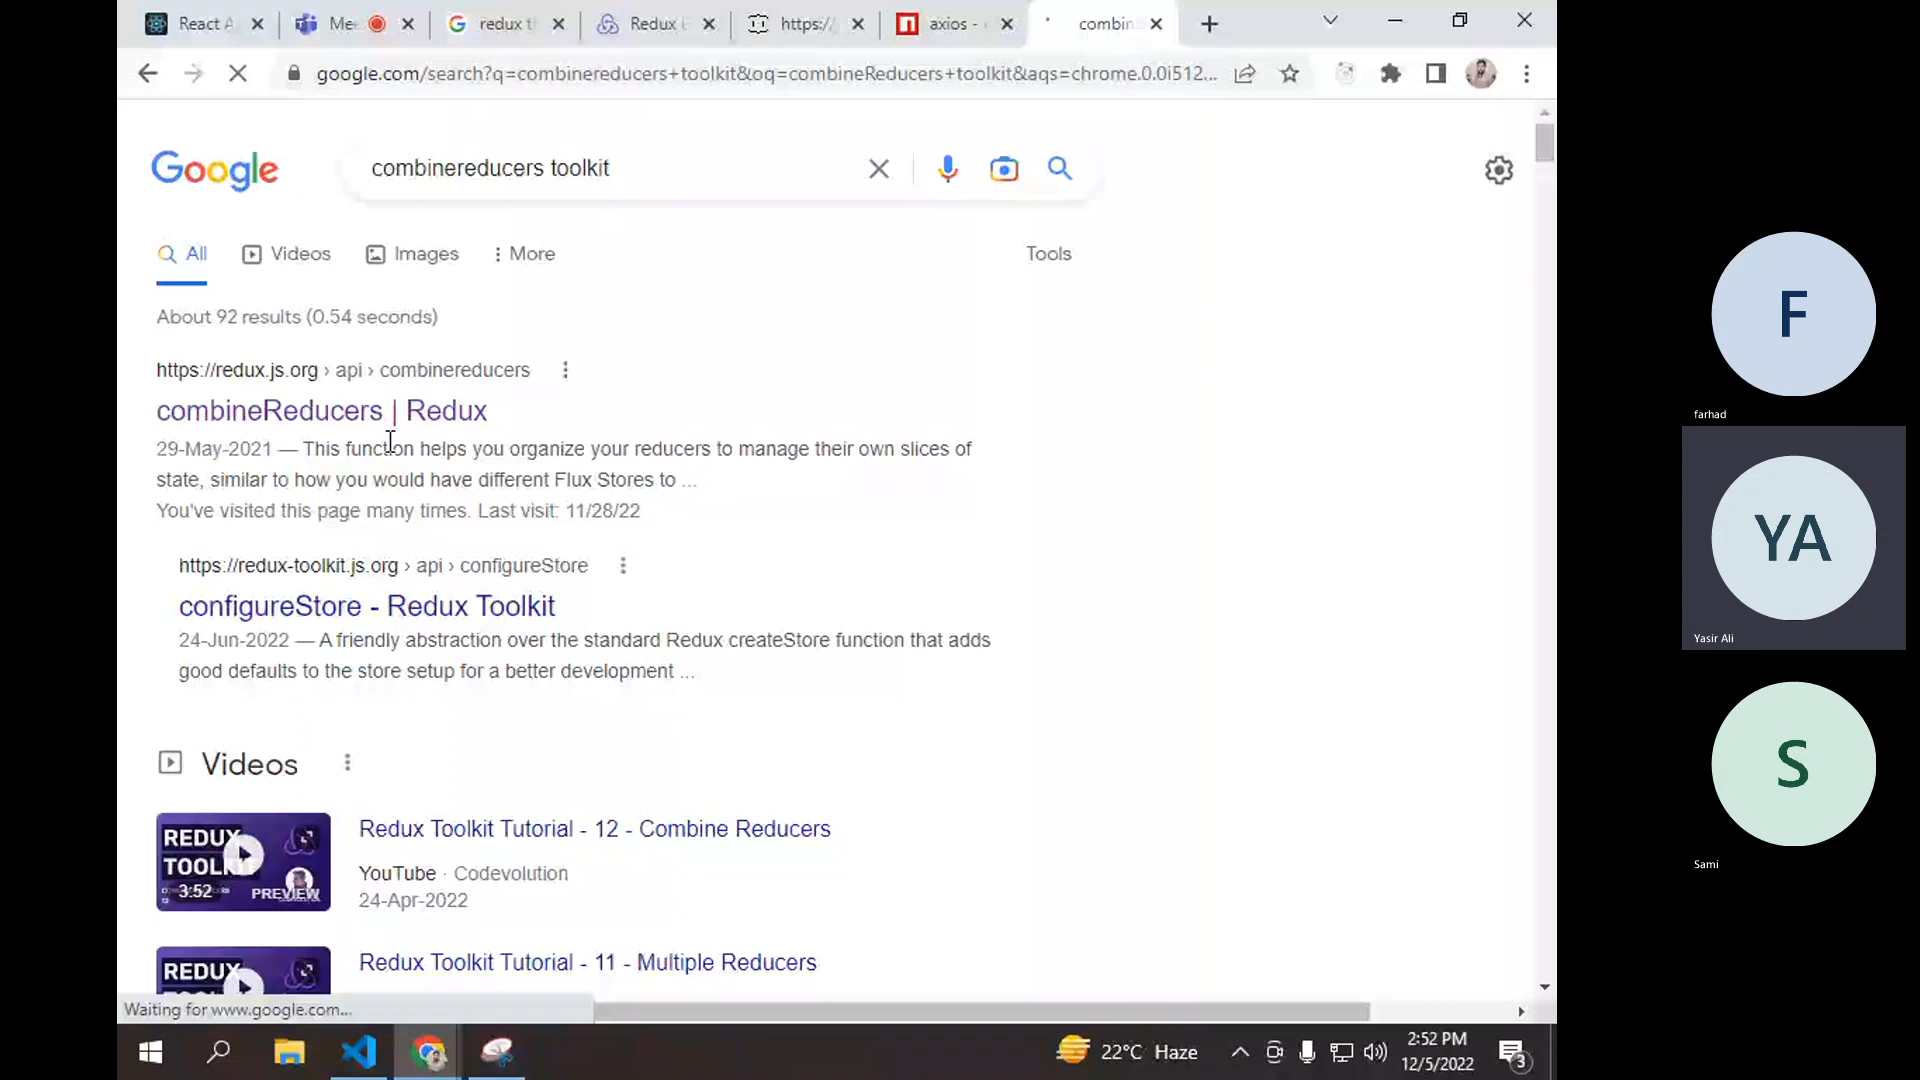 React A
Me
redux t
Redux
https:/
axios -
combin
google.com/search?q=combinereducers+toolkit&oq=combineReducers+toolkit&aqs=chrome.0.0i512...
Google
combinereducers toolkit
All
Videos
Images
More
Tools
About 92 results (0.54 seconds)
https://redux.js.org › api › combinereducers
combineReducers | Redux
29-May-2021 — This function helps you organize your reducers to manage their own slices of
state, similar to how you would have different Flux Stores to ...
You've visited this page many times. Last visit: 11/28/22
https://redux-toolkit.js.org › api › configureStore
configureStore - Redux Toolkit
24-Jun-2022 — A friendly abstraction over the standard Redux createStore function that adds
good defaults to the store setup for a better development ...
Videos
REDUX
TOOLKIT
3:52
PREVIEW
Redux Toolkit Tutorial - 12 - Combine Reducers
YouTube · Codevolution
24-Apr-2022
REDUX
Redux Toolkit Tutorial - 11 - Multiple Reducers
Waiting for www.google.com...
22°C Haze
2:52 PM
12/5/2022
3
F
farhad
YA
Yasir Ali
S
Sami